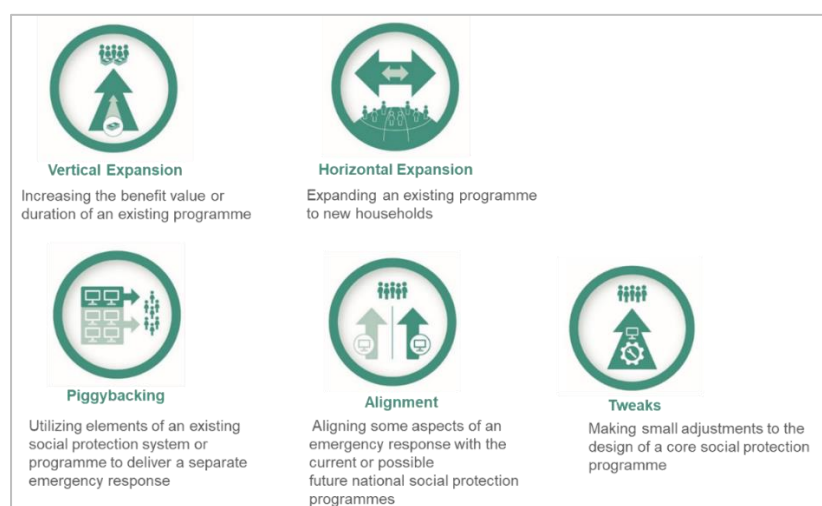 Vertical Expansion
Increasing the benefit value or
duration of an existing programme
Horizontal Expansion
Expanding an existing programme
to new households
Piggybacking
Utilizing elements of an existing
social protection system or
programme to deliver a separate
emergency response
Alignment
Aligning some aspects of an
emergency response with the
current or possible
future national social protection
programmes
Tweaks
Making small adjustments to the
design of a core social protection
programme